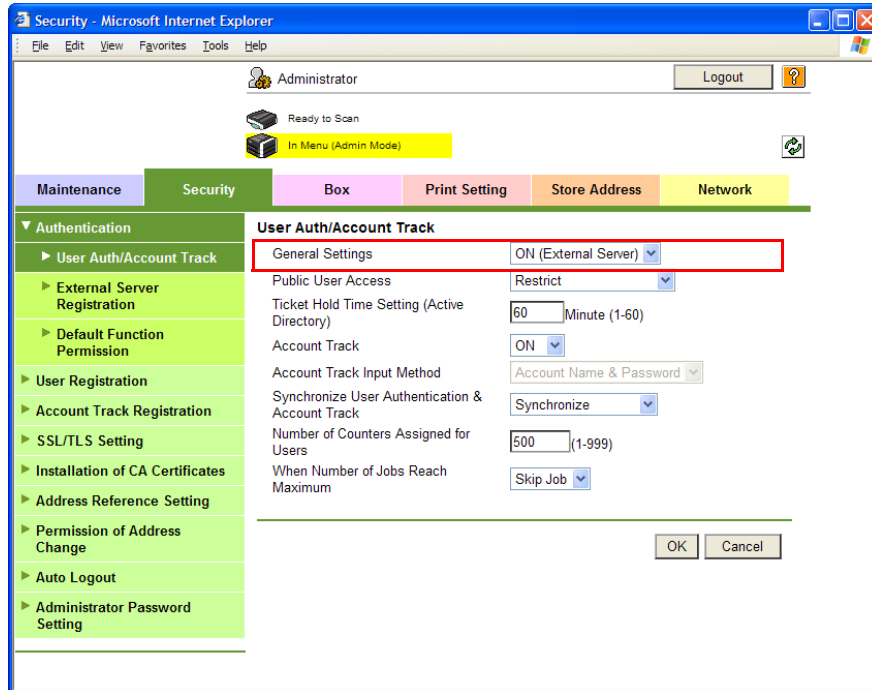 Security - Microsoft Internet Explorer
File Edit View Favorites Tools Help
Administrator
Logout
?
Ready to Scan
In Menu (Admin Mode)
Maintenance Security Box Print Setting Store Address Network
Authentication
User Auth/Account Track
External Server
Registration
Default Function
Permission
User Registration
Account Track Registration
SSL/TLS Setting
Installation of CA Certificates
Address Reference Setting
Permission of Address
Change
Auto Logout
Administrator Password
Setting
User Auth/Account Track
General Settings ON (External Server)
Public User Access Restrict
Ticket Hold Time Setting (Active
Directory) 60 Minute (1-60)
Account Track ON
Account Track Input Method Account Name & Password
Synchronize User Authentication &
Account Track Synchronize
Number of Counters Assigned for
Users 500 (1-999)
When Number of Jobs Reach
Maximum Skip Job
OK Cancel